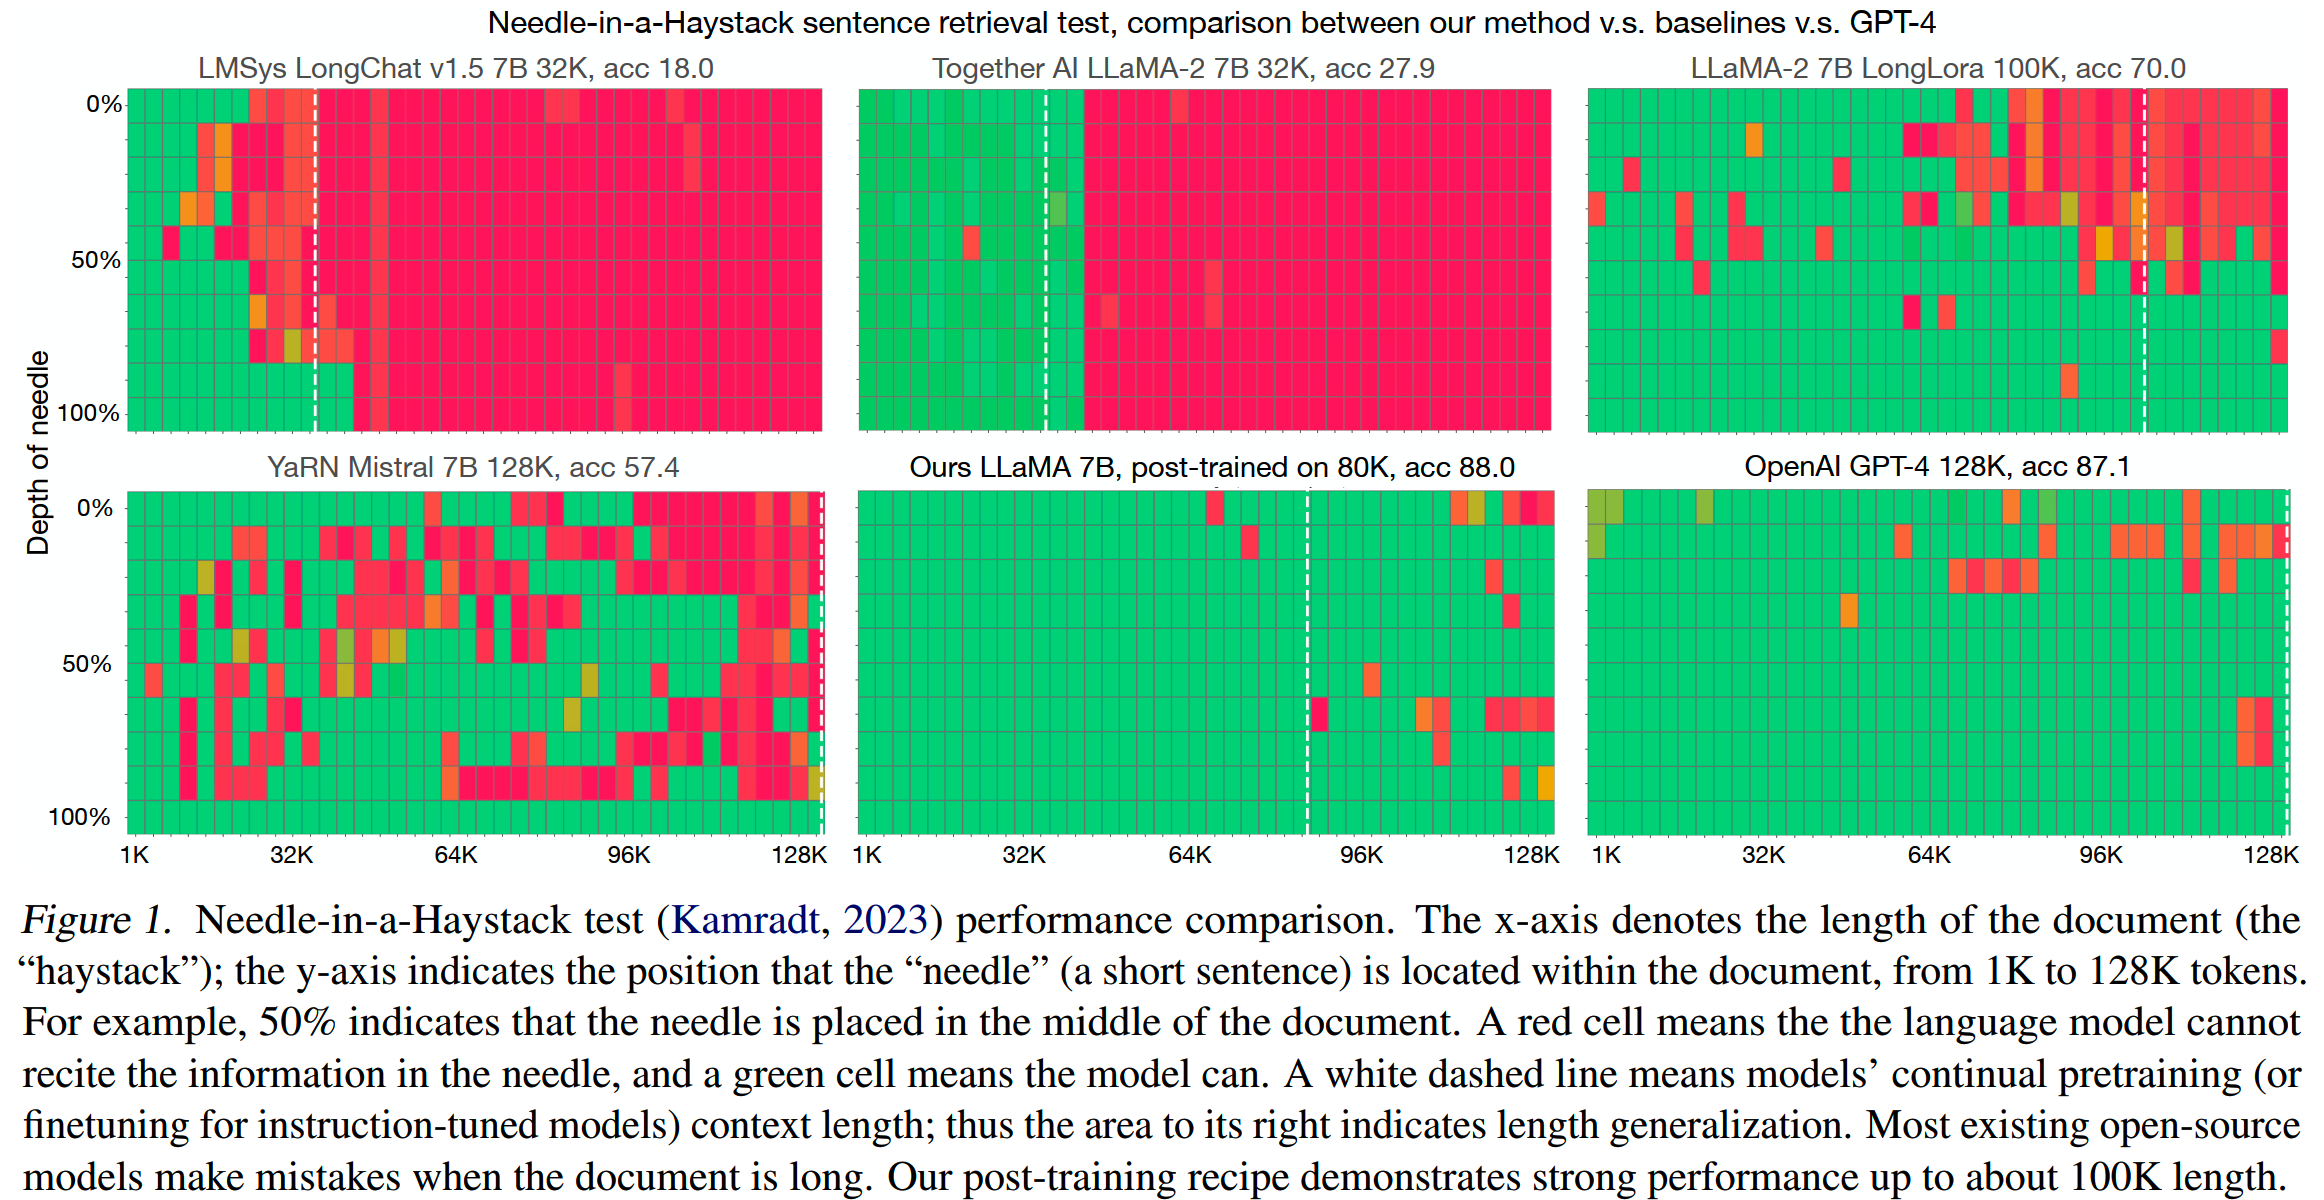 Needle-in-a-Haystack sentence retrieval test, comparison between our method v.s. baselines v.s. GPT-4
LMSys LongChat v1.5 7B 32K, acc 18.0
Together AI LLaMA-2 7B 32K, acc 27.9
LLaMA-2 7B LongLora 100K, acc 70.0
0%
50%
100%
Depth of needle
YaRN Mistral 7B 128K, acc 57.4
Ours LLaMA 7B, post-trained on 80K, acc 88.0
OpenAI GPT-4 128K, acc 87.1
0%
50%
100%
1K 32K 64K 96K 128K
1K 32K 64K 96K 128K
1K 32K 64K 96K 128K
Figure 1. Needle-in-a-Haystack test (Kamradt, 2023) performance comparison. The x-axis denotes the length of the document (the
“haystack”); the y-axis indicates the position that the “needle” (a short sentence) is located within the document, from 1K to 128K tokens.
For example, 50% indicates that the needle is placed in the middle of the document. A red cell means the the language model cannot
recite the information in the needle, and a green cell means the model can. A white dashed line means models’ continual pretraining (or
finetuning for instruction-tuned models) context length; thus the area to its right indicates length generalization. Most existing open-source
models make mistakes when the document is long. Our post-training recipe demonstrates strong performance up to about 100K length.